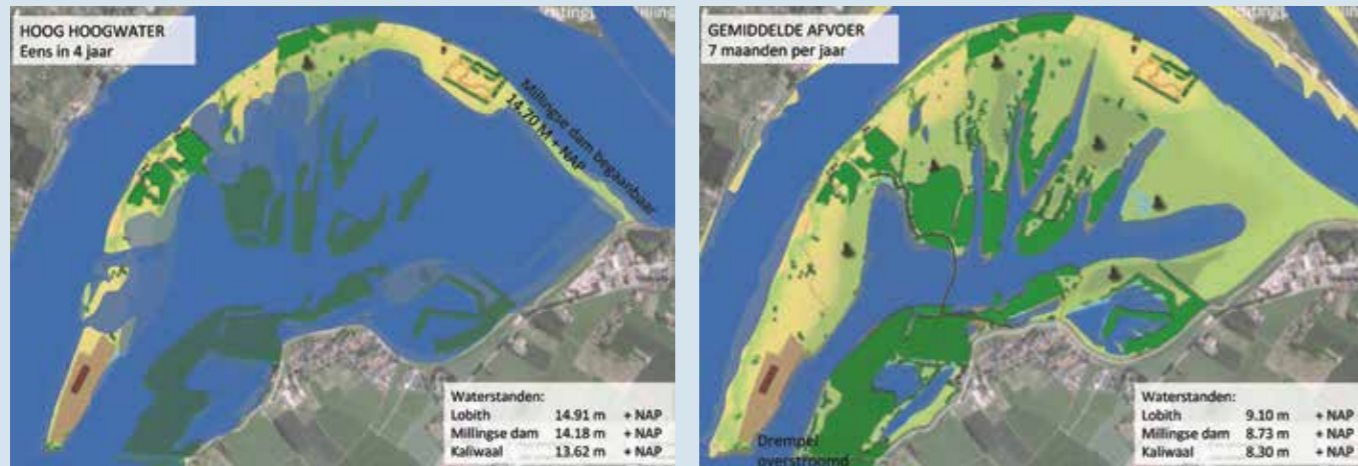 HOOG HOOGWATER
Eens in 4 jaar
Millingse dam begaanbaar
14.70 M + NAP
Waterstanden:
Lobith 14.91 m + NAP
Millingse dam 14.18 m + NAP
Kaliwaal 13.62 m + NAP
GEMIDDELDE AFVOER
7 maanden per jaar
Drempel
overstroomd
Waterstanden:
Lobith 9.10 m + NAP
Millingse dam 8.73 m + NAP
Kaliwaal 8.30 m + NAP